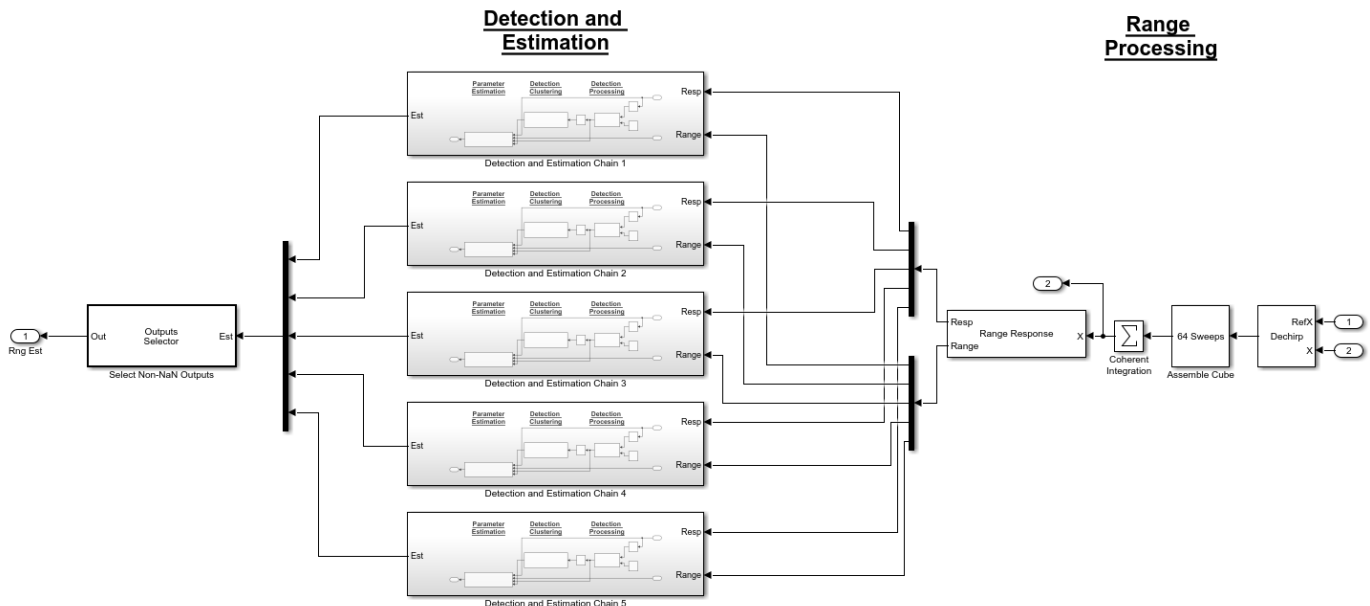 Detection and
Estimation
Range
Processing
Parameter
Estimation
Detection
Clustering
Detection
Processing
Resp
Est
Range
Detection and Estimation Chain 1
Parameter
Estimation
Detection
Clustering
Detection
Processing
Resp
Est
Range
Detection and Estimation Chain 2
Parameter
Estimation
Detection
Clustering
Detection
Processing
Resp
Est
Range
Detection and Estimation Chain 3
Parameter
Estimation
Detection
Clustering
Detection
Processing
Resp
Est
Range
Detection and Estimation Chain 4
Parameter
Estimation
Detection
Clustering
Detection
Processing
Resp
Est
Range
Detection and Estimation Chain 5
1
Rng Est
Out
Outputs
Selector
Est
Select Non-NaN Outputs
2
Resp
Range
Range Response
X
∑
Coherent
Integration
64 Sweeps
Assemble Cube
RefX
Dechirp
X
1
2